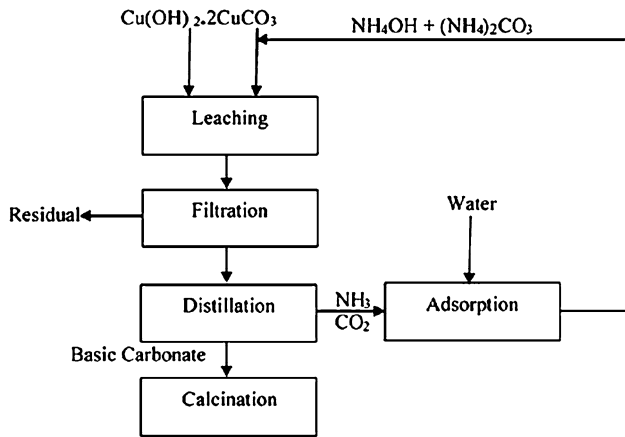 Cu(OH) 2•2CuCO3
NH4OH + (NH4)2CO3
Leaching
Filtration
Residual
Water
Distillation
NH3
CO2
Adsorption
Basic Carbonate
Calcination